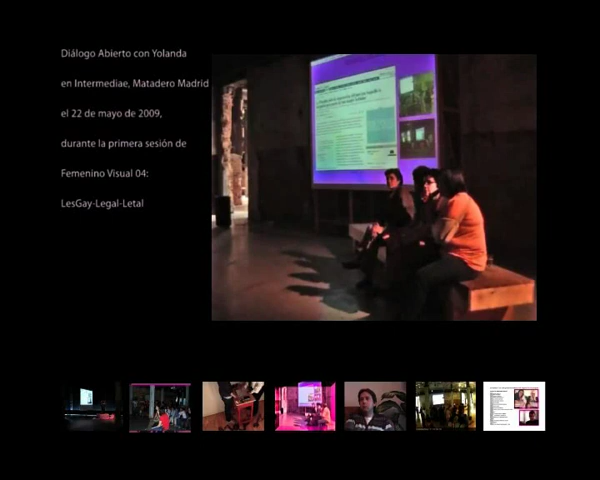 Diálogo Abierto con Yolanda
en Intermediae, Matadero Madrid
el 22 de mayo de 2009,
durante la primera sesión de
Femenino Visual 04:
LesGay-Legal-Letal